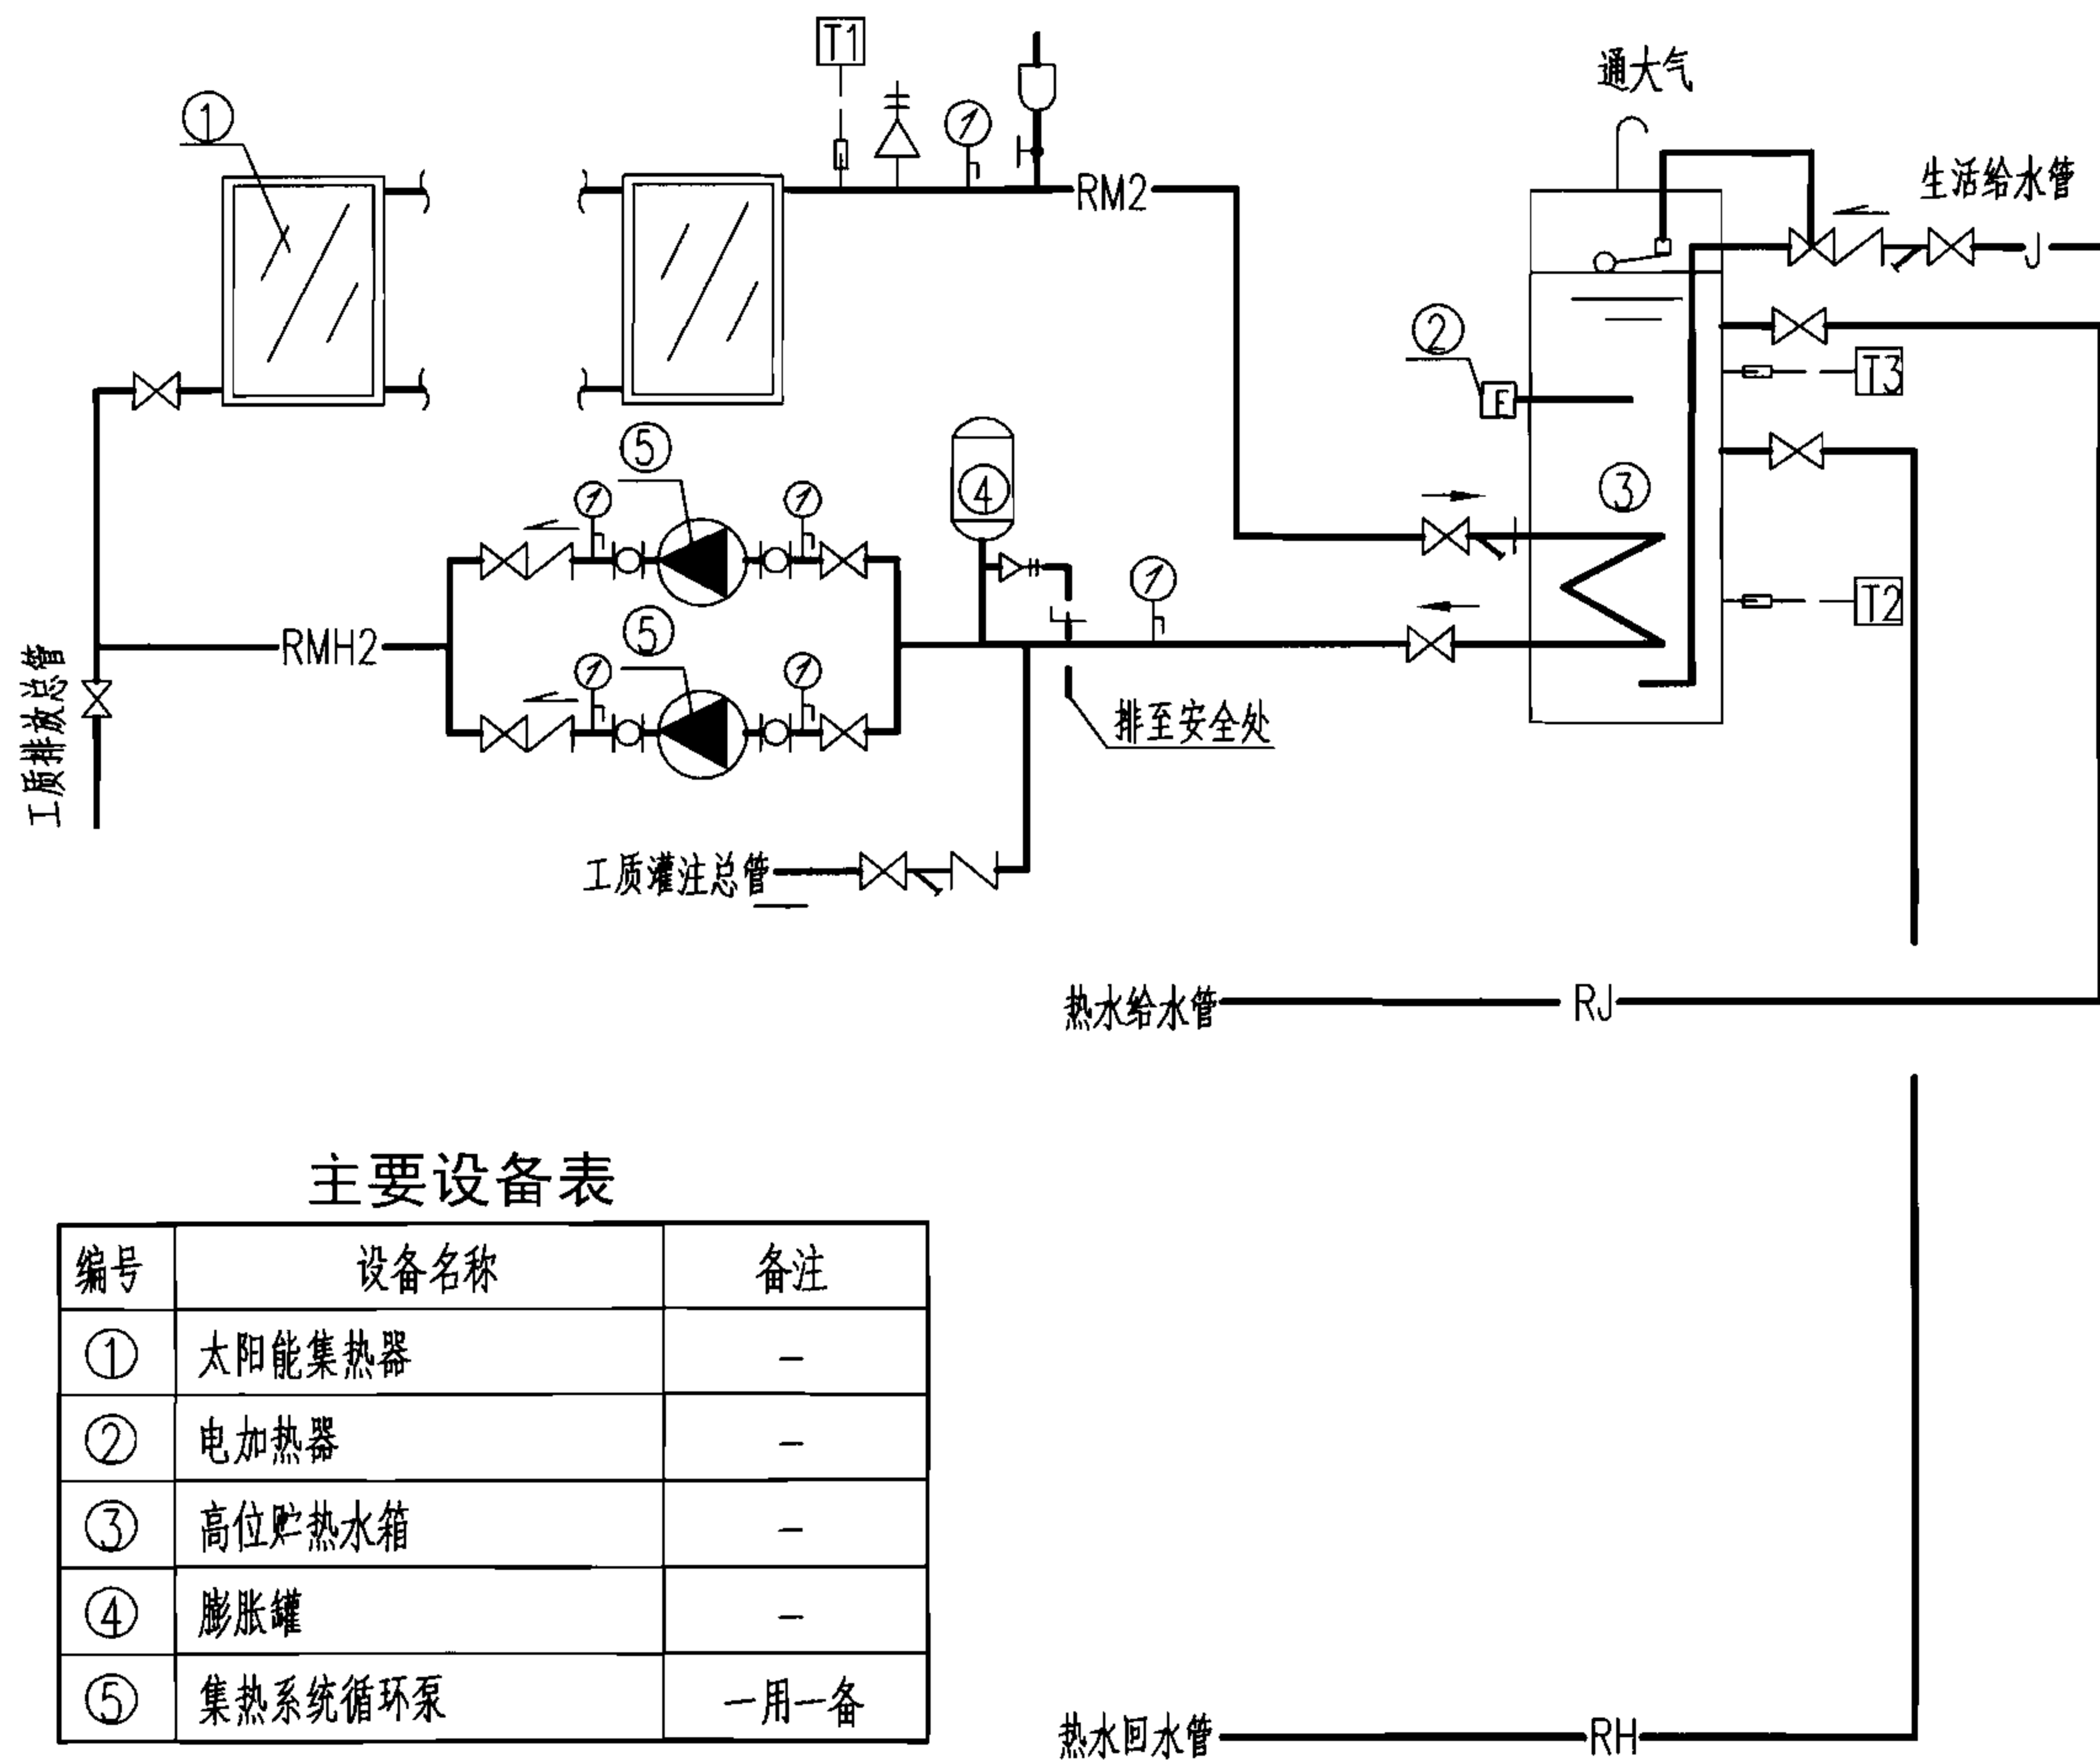 T1
通大气
①
RM2
生活给水管
J
②
T3
E
⑤
④
③
T2
RMH2
⑤
工质排放总管
排至安全处
工质灌注总管
热水给水管
RJ
主要设备表
编号 设备名称 备注
① 太阳能集热器 –
② 电加热器 –
③ 高位贮热水箱 –
④ 膨胀罐 –
⑤ 集热系统循环泵 一用一备
热水回水管
RH